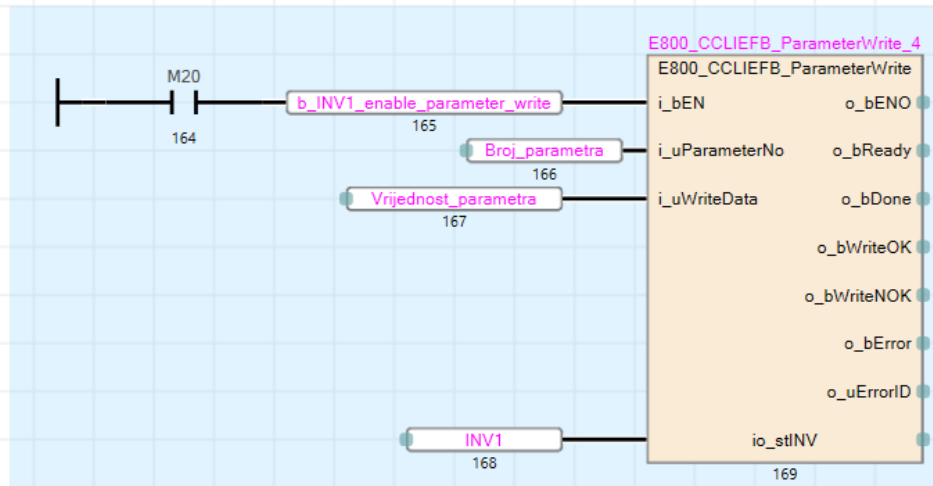 E800_CCLIEFB_ParameterWrite_4
E800_CCLIEFB_ParameterWrite
M20
164
b_INV1_enable_parameter_write
165
i_bEN
o_bENO
Broj_parametra
166
i_uParameterNo
o_bReady
Vrijednost_parametra
167
i_uWriteData
o_bDone
o_bWriteOK
o_bWriteNOK
o_bError
o_uErrorID
INV1
168
io_stINV
169